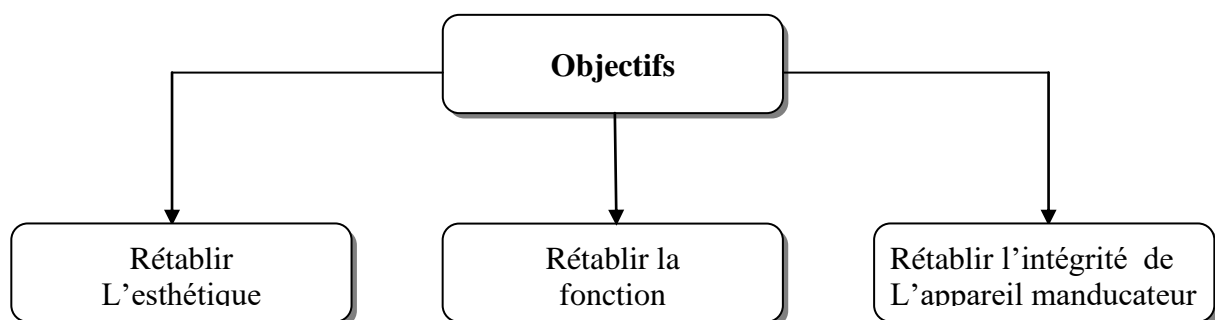 Objectifs
Rétablir
L’esthétique
Rétablir la
fonction
Rétablir l’intégrité de
L’appareil manducateur